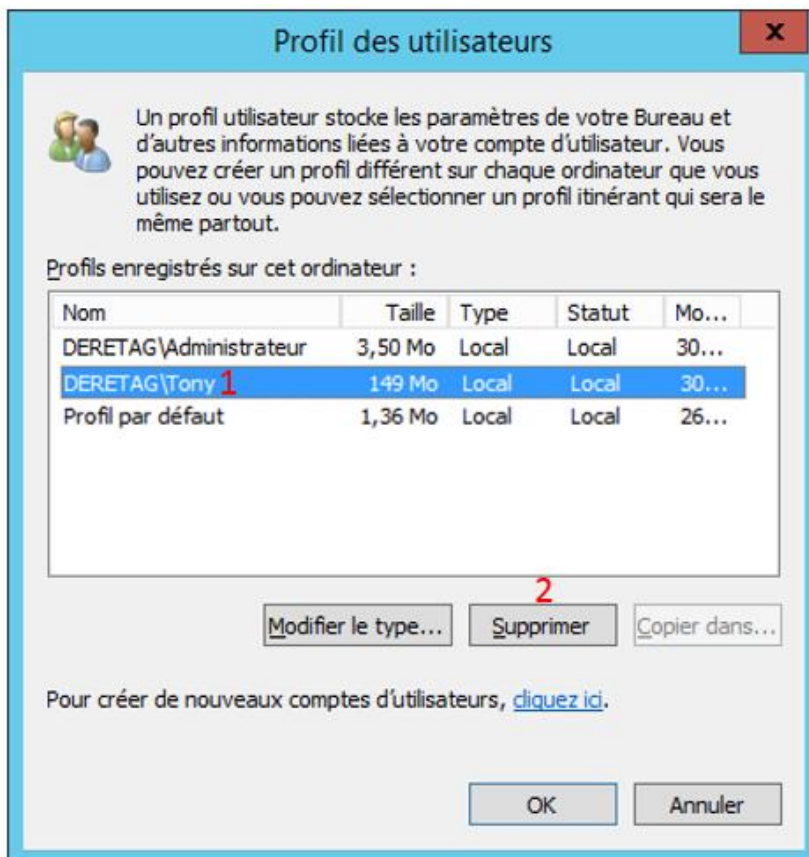 Profil des utilisateurs
x
Un profil utilisateur stocke les paramètres de votre Bureau et
d'autres informations liées à votre compte d'utilisateur. Vous
pouvez créer un profil différent sur chaque ordinateur que vous
utilisez ou vous pouvez sélectionner un profil itinérant qui sera le
même partout.
Profils enregistrés sur cet ordinateur :
Nom Taille Type Statut Mo...
DERETAG\Administrateur 3,50 Mo Local Local 30...
DERETAG\Tony 1 149 Mo Local Local 30...
Profil par défaut 1,36 Mo Local Local 26...
2
Modifier le type... Supprimer Copier dans...
Pour créer de nouveaux comptes d'utilisateurs, cliquez ici.
OK Annuler